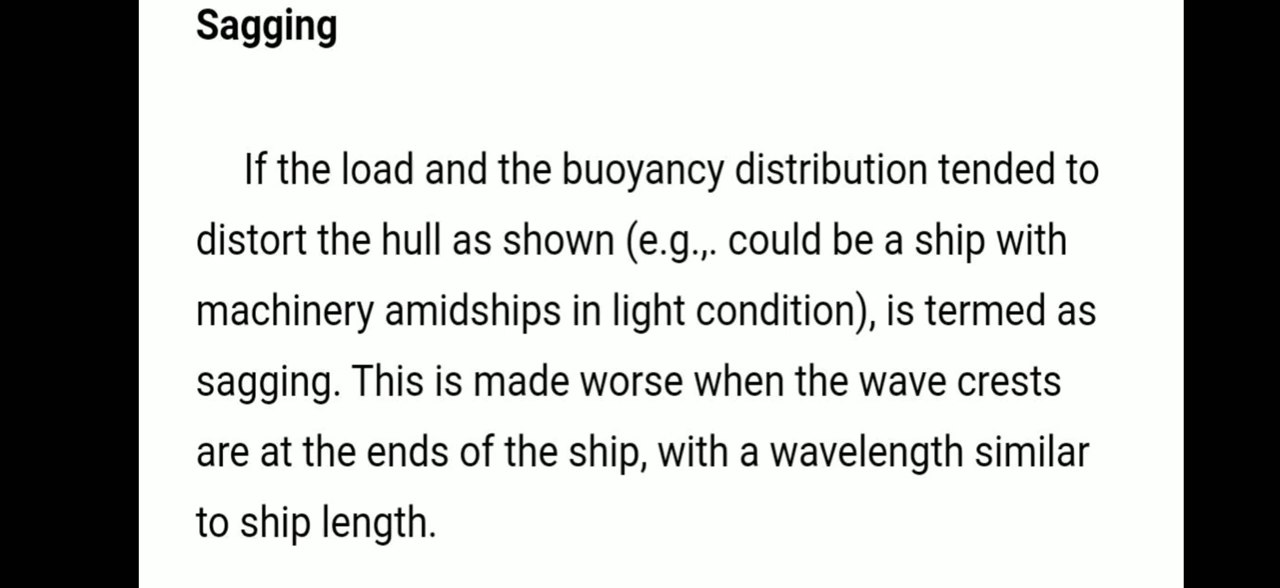 Sagging
If the load and the buoyancy distribution tended to
distort the hull as shown (e.g.,. could be a ship with
machinery amidships in light condition), is termed as
sagging. This is made worse when the wave crests
are at the ends of the ship, with a wavelength similar
to ship length.